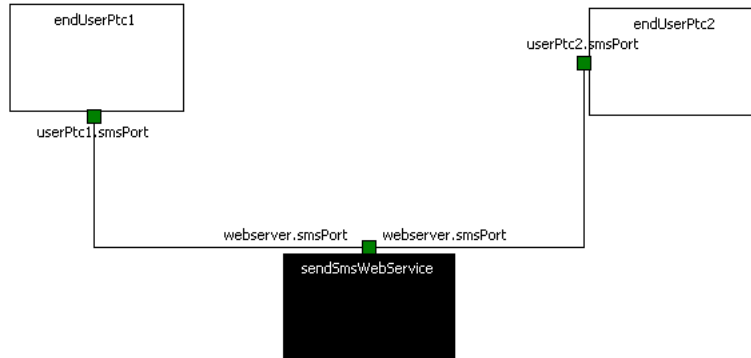 endUserPtc1
endUserPtc2
userPtc2.smsPort
userPtc1.smsPort
webserver.smsPort
webserver.smsPort
sendSmsWebService